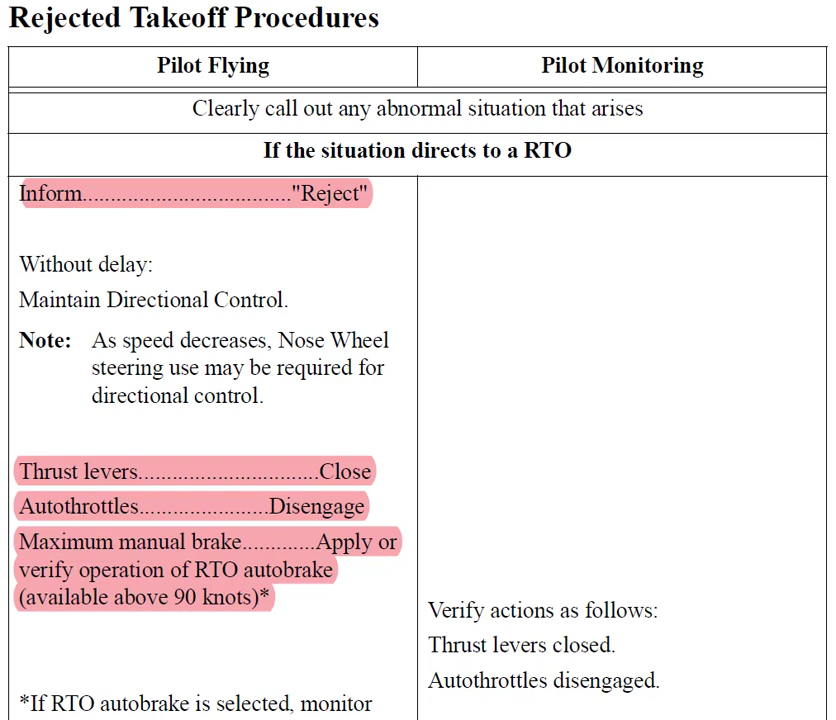 Rejected Takeoff Procedures
Pilot Flying
Pilot Monitoring
Clearly call out any abnormal situation that arises
If the situation directs to a RTO
Inform....................................."Reject"
Without delay:
Maintain Directional Control.
Note: As speed decreases, Nose Wheel
steering use may be required for
directional control.
Thrust levers................................Close
Autothrottles.......................Disengage
Maximum manual brake.............Apply or
verify operation of RTO autobrake
(available above 90 knots)*
*If RTO autobrake is selected, monitor
Verify actions as follows:
Thrust levers closed.
Autothrottles disengaged.